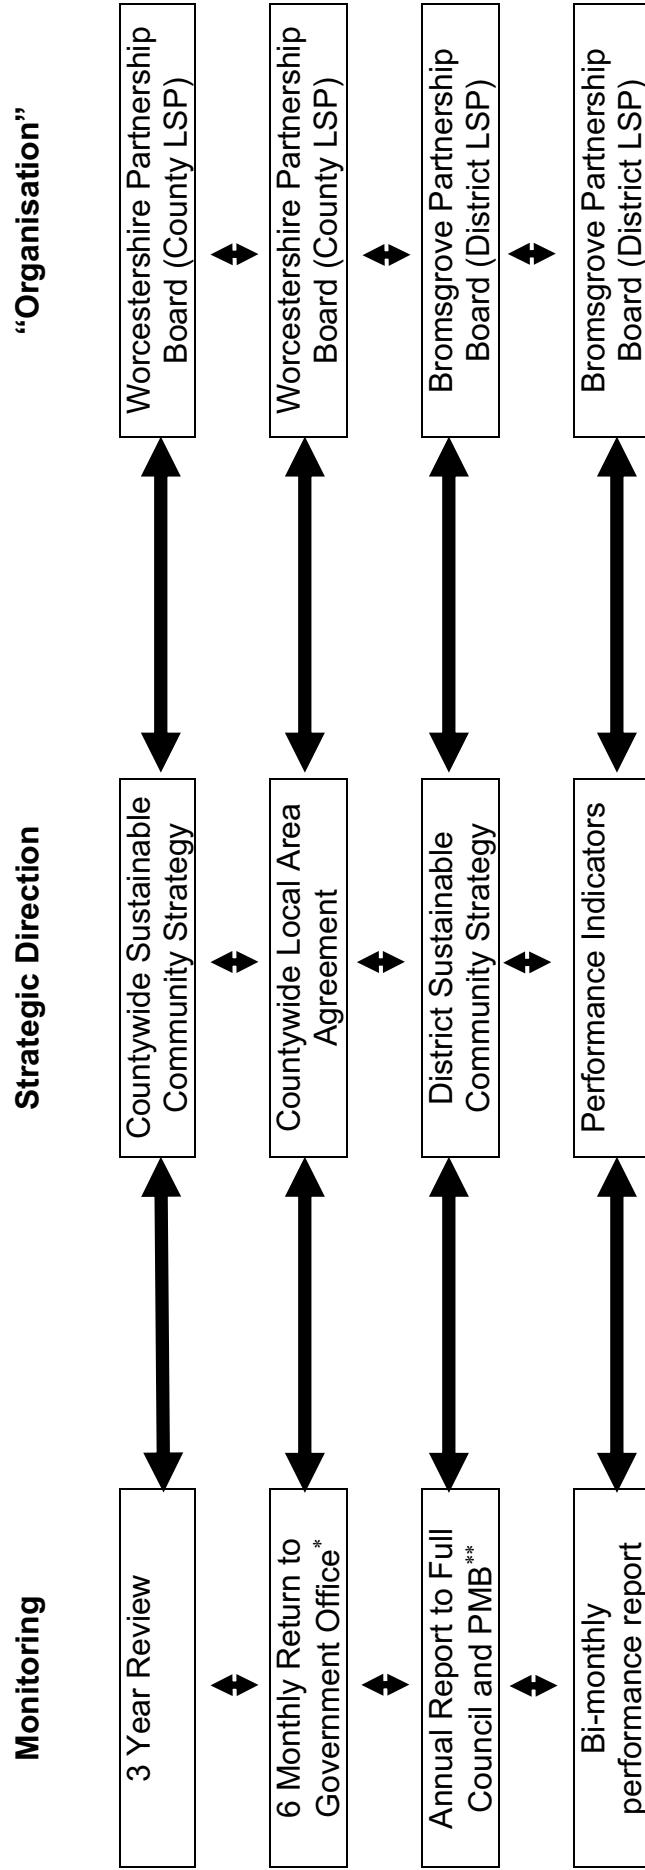 Monitoring
Strategic Direction
“Organisation”
3 Year Review
Countywide Sustainable
Community Strategy
Worcestershire Partnership
Board (County LSP)
6 Monthly Return to
Government Office*
Countywide Local Area
Agreement
Worcestershire Partnership
Board (County LSP)
Annual Report to Full
Council and PMB**
District Sustainable
Community Strategy
Bromsgrove Partnership
Board (District LSP)
Bi-monthly
performance report
Performance Indicators
Bromsgrove Partnership
Board (District LSP)